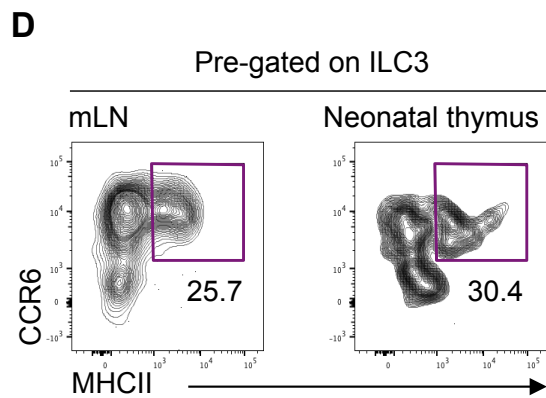 D
Pre-gated on ILC3
mLN Neonatal thymus
10⁵ 10⁵
10⁴ 10⁴
10³ 10³
25.7 30.4
0 0
-10³ -10³
0 10³ 10⁴ 10⁵ 0 10³ 10⁴ 10⁵
CCR6
MHCII